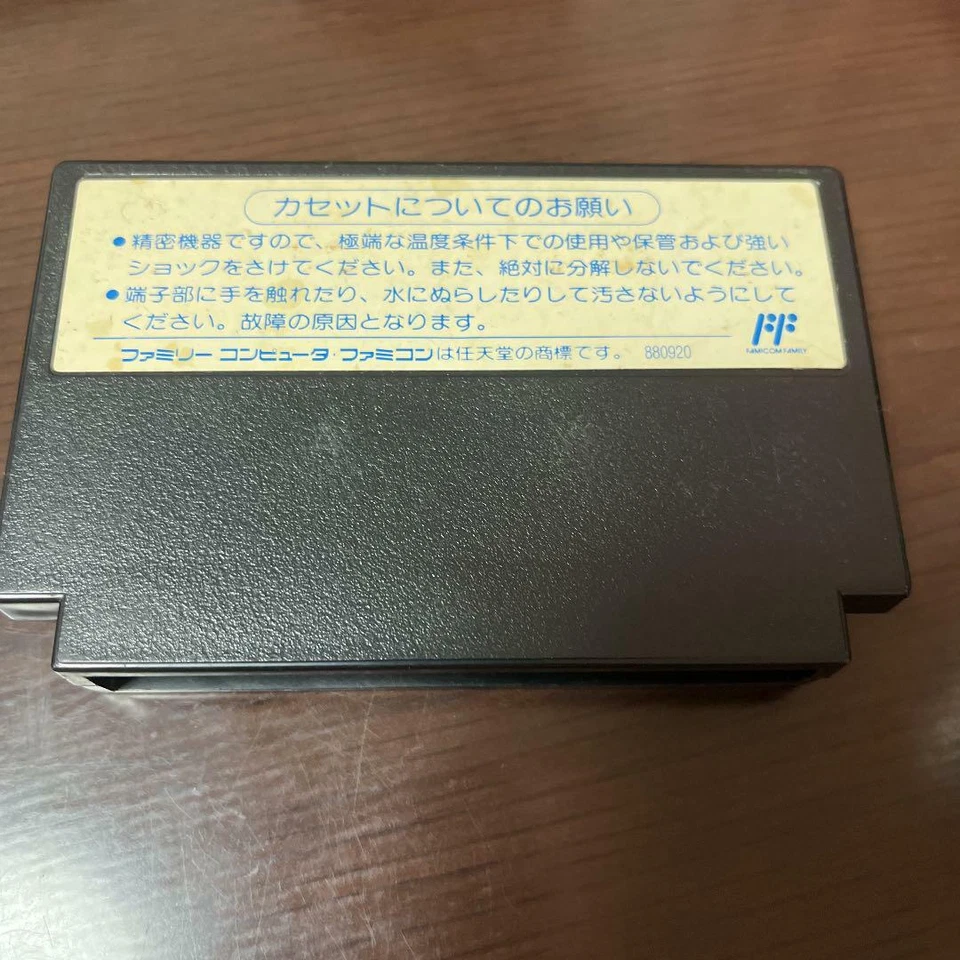 カセットについてのお願い
●精密機器ですので、極端な温度条件下での使用や保管および強い
ショックをさけてください。また、絶対に分解しないでください。
●端子部に手を触れたり、水にぬらしたりして汚さないようにして
ください。故障の原因となります。
FF
FAMICOM FAMILY
ファミリーコンピュータ・ファミコンは任天堂の商標です。 880920